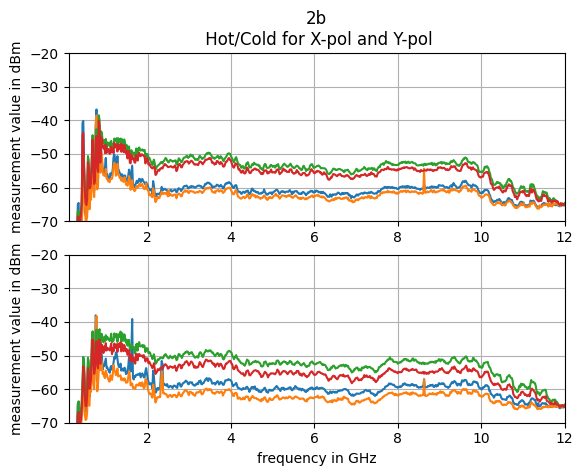 2b
Hot/Cold for X-pol and Y-pol
measurement value in dBm
−20
−30
−40
−50
−60
−70
2 4 6 8 10 12
measurement value in dBm
−20
−30
−40
−50
−60
−70
2 4 6 8 10 12
frequency in GHz